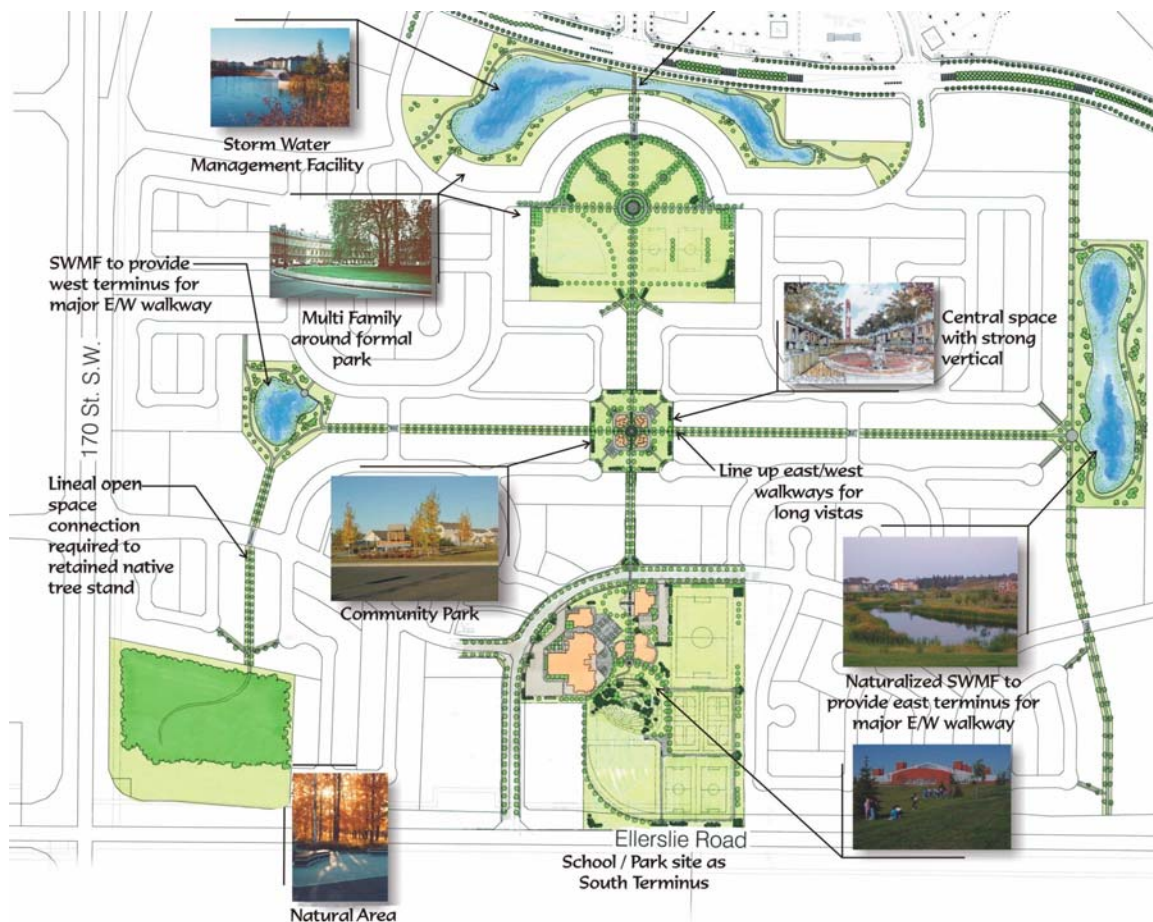 Storm Water
Management Facility
SWMF to provide
west terminus for
major E/W walkway
Multi Family
around formal
park
Central space
with strong
vertical
170 St. S.W.
Lineal open
space
connection
required to
retained native
tree stand
Line up east/west
walkways for
long vistas
Community Park
Naturalized SWMF to
provide east terminus for
major E/W walkway
Ellerslie Road
School / Park site as
South Terminus
Natural Area